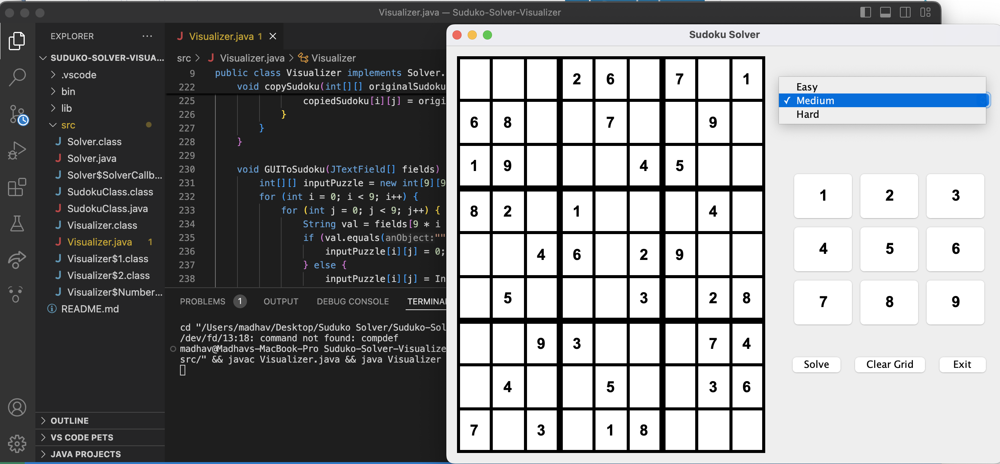 Visualizer.java — Suduko-Solver-Visualizer
EXPLORER
SUDUKO-SOLVER-VISUA...
.vscode
bin
lib
src
Solver.class
Solver.java
Solver$SolverCallb...
SudokuClass.class
SudokuClass.java
Visualizer.class
Visualizer.java 1
Visualizer$1.class
Visualizer$2.class
Visualizer$Number...
README.md
OUTLINE
VS CODE PETS
JAVA PROJECTS
Visualizer.java 1
src > Visualizer.java > Visualizer
9 public class Visualizer implements Solver.
222 void copySudoku(int[][] originalSudoku
225 copiedSudoku[i][j] = origi
226 }
227 }
228 }
229
230 void GUIToSudoku(JTextField[] fields)
231 int[][] inputPuzzle = new int[9][9
232 for (int i = 0; i < 9; i++) {
233 for (int j = 0; j < 9; j++) {
234 String val = fields[9 * i
235 if (val.equals(anObject:""
236 inputPuzzle[i][j] = 0;
237 } else {
238 inputPuzzle[i][j] = In
PROBLEMS 1 OUTPUT DEBUG CONSOLE TERMINA
cd "/Users/madhav/Desktop/Suduko Solver/Suduko-Sol
/dev/fd/13:18: command not found: compdef
madhav@Madhavs-MacBook-Pro Suduko-Solver-Visualize
src/" && javac Visualizer.java && java Visualizer
Sudoku Solver
2 6 7 1
6 8 7 9
1 9 4 5
8 2 1 4
4 6 2 9
5 3 2 8
9 3 7 4
4 5 3 6
7 3 1 8
Easy
✓ Medium
Hard
1 2 3
4 5 6
7 8 9
Solve Clear Grid Exit